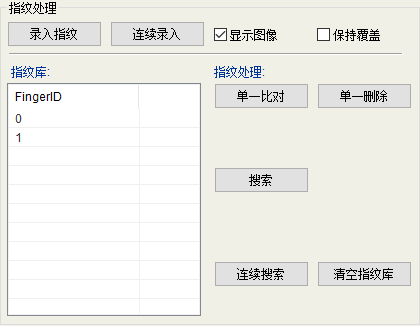 指纹处理
录入指纹 连续录入 显示图像 保持覆盖
指纹库: 指纹处理:
FingerID 单一比对 单一删除
0
1
搜索
连续搜索 清空指纹库